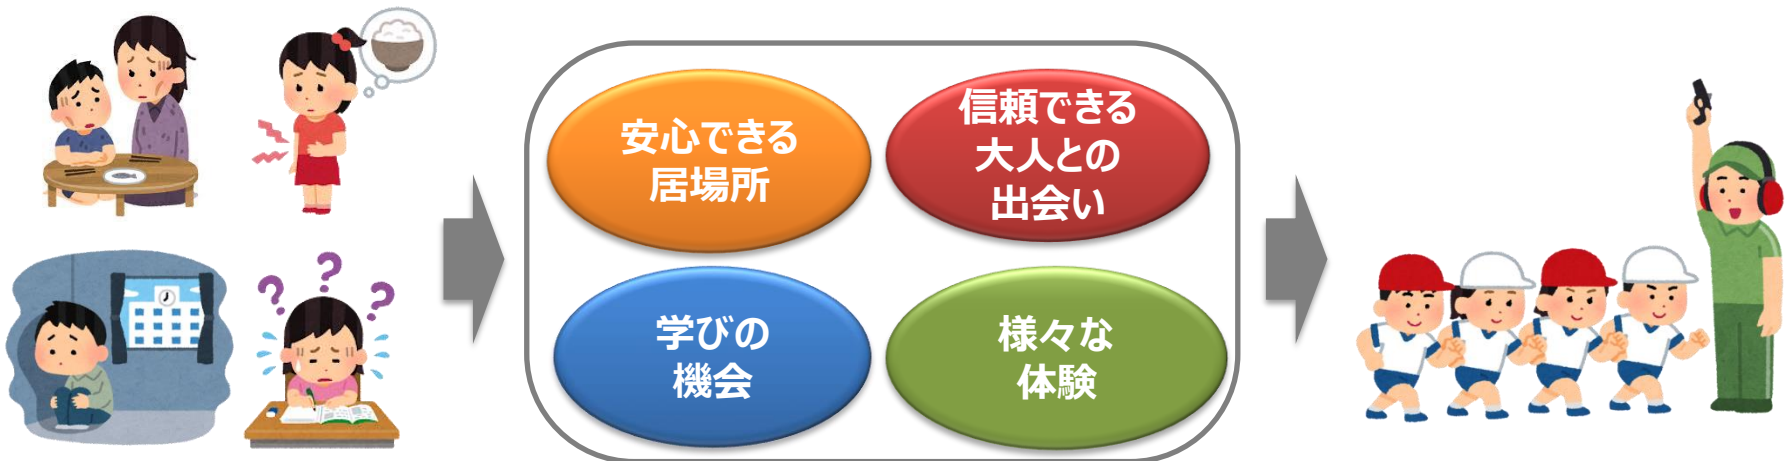 安心できる
居場所
信頼できる
大人との
出会い
学びの
機会
様々な
体験
? ? ?